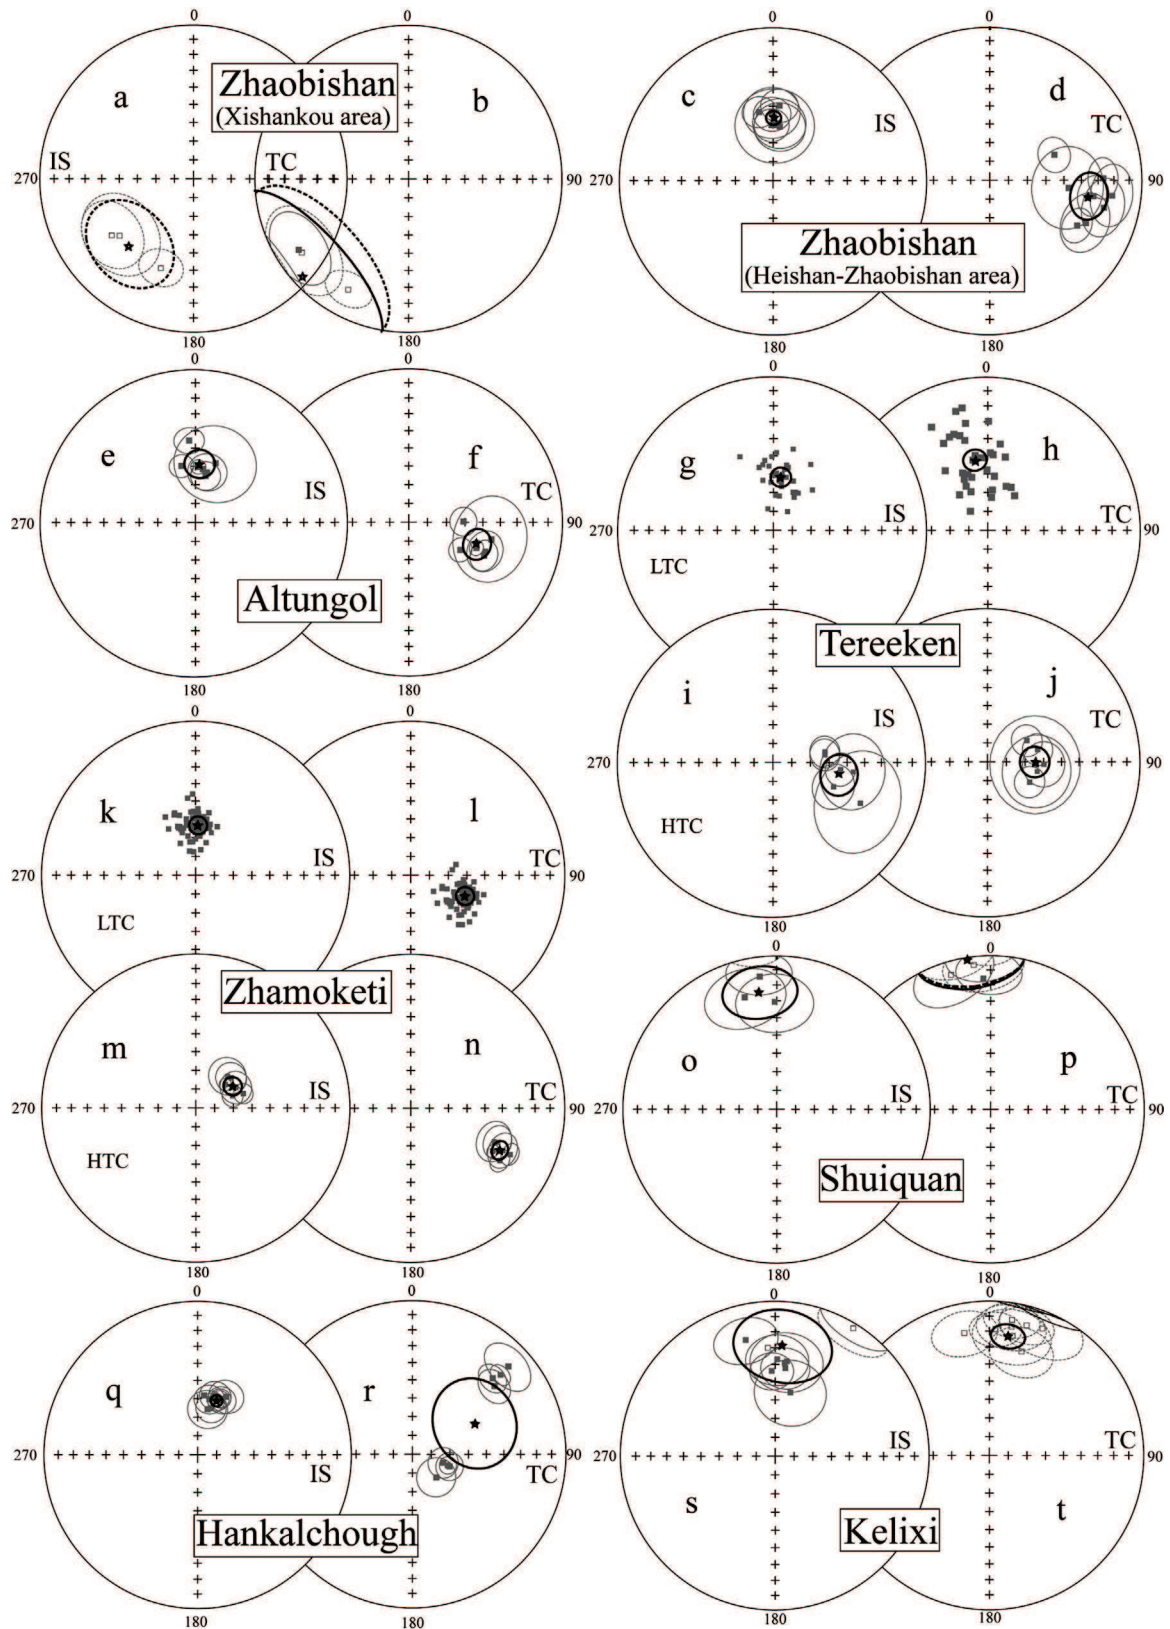 0
0
a
Zhaobishan
(Xishankou area)
b
IS
TC
270
90
180
180
0
0
c
d
IS
TC
270
90
Zhaobishan
(Heishan-Zhaobishan area)
180
180
0
0
e
f
IS
TC
270
90
Altungol
180
180
0
0
g
h
IS
TC
270
90
LTC
Tereeken
i
j
IS
TC
270
90
HTC
180
180
0
0
k
l
IS
TC
270
90
LTC
Zhamoketi
m
n
IS
TC
270
90
HTC
180
180
0
0
o
p
IS
TC
270
90
Shuiquan
180
180
0
0
q
r
270
90
IS
TC
Hankalchough
180
180
0
0
IS
TC
270
90
s
t
Kelixi
180
180